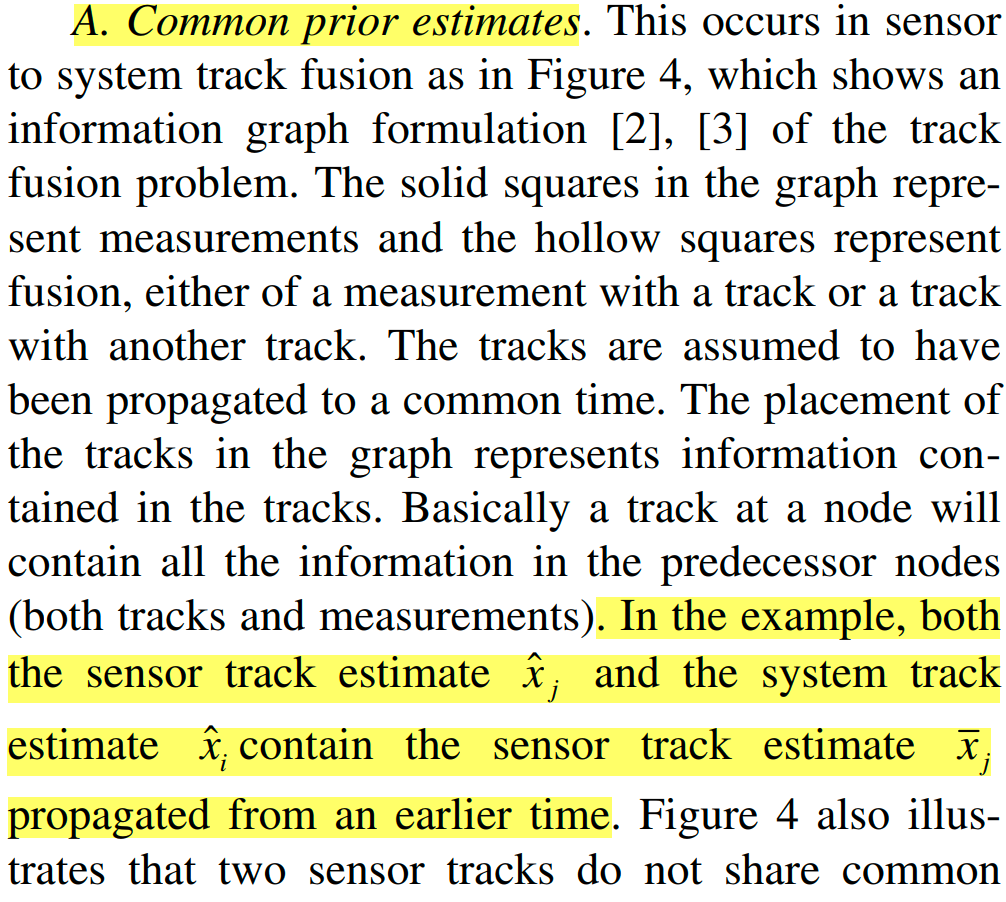 A. Common prior estimates. This occurs in sensor
to system track fusion as in Figure 4, which shows an
information graph formulation [2], [3] of the track
fusion problem. The solid squares in the graph repre-
sent measurements and the hollow squares represent
fusion, either of a measurement with a track or a track
with another track. The tracks are assumed to have
been propagated to a common time. The placement of
the tracks in the graph represents information con-
tained in the tracks. Basically a track at a node will
contain all the information in the predecessor nodes
(both tracks and measurements). In the example, both
the sensor track estimate x̂_j and the system track
estimate x̂_i contain the sensor track estimate x̄_j
propagated from an earlier time. Figure 4 also illus-
trates that two sensor tracks do not share common